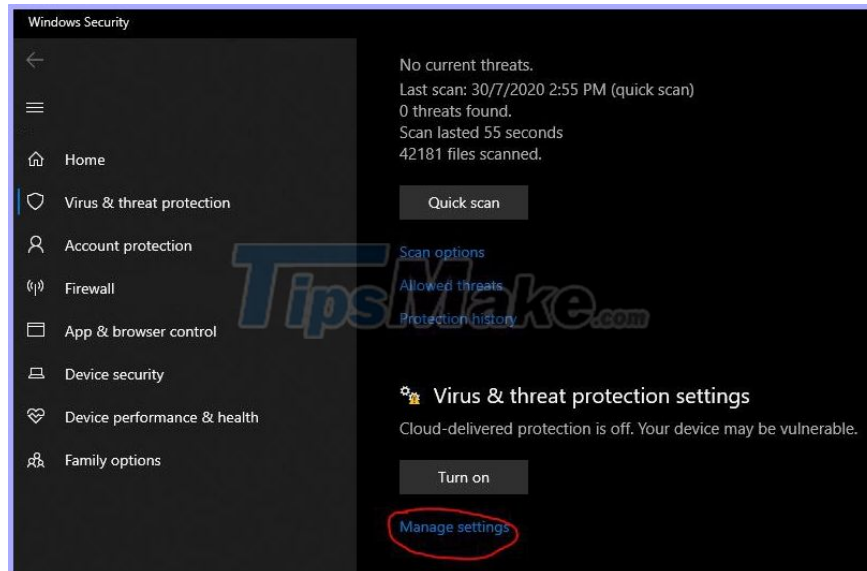 Windows Security
No current threats.
Last scan: 30/7/2020 2:55 PM (quick scan)
0 threats found.
Scan lasted 55 seconds
42181 files scanned.
Quick scan
Scan options
Allowed threats
Protection history
Virus & threat protection settings
Cloud-delivered protection is off. Your device may be vulnerable.
Turn on
Manage settings
Home
Virus & threat protection
Account protection
Firewall
App & browser control
Device security
Device performance & health
Family options
TipsMake.com